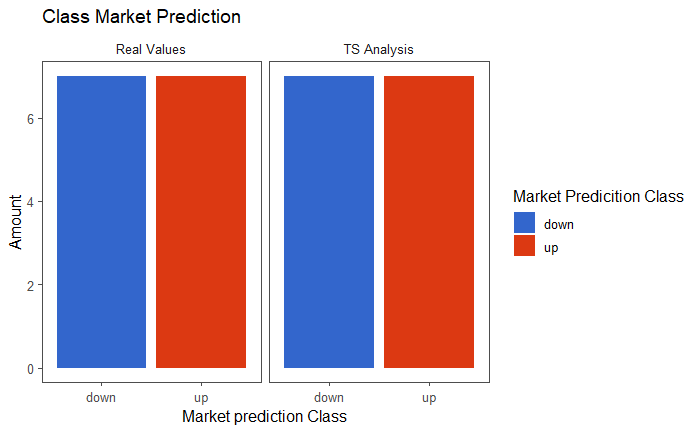 Class Market Prediction
Real Values
TS Analysis
Amount
6
4
2
0
down
up
down
up
Market prediction Class
Market Predicition Class
down
up